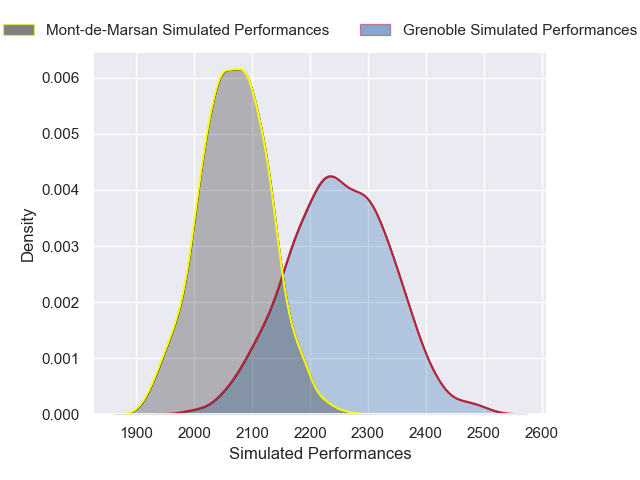 Mont-de-Marsan Simulated Performances
Grenoble Simulated Performances
0.006
0.005
0.004
0.003
0.002
0.001
0.000
Density
1900 2000 2100 2200 2300 2400 2500 2600
Simulated Performances